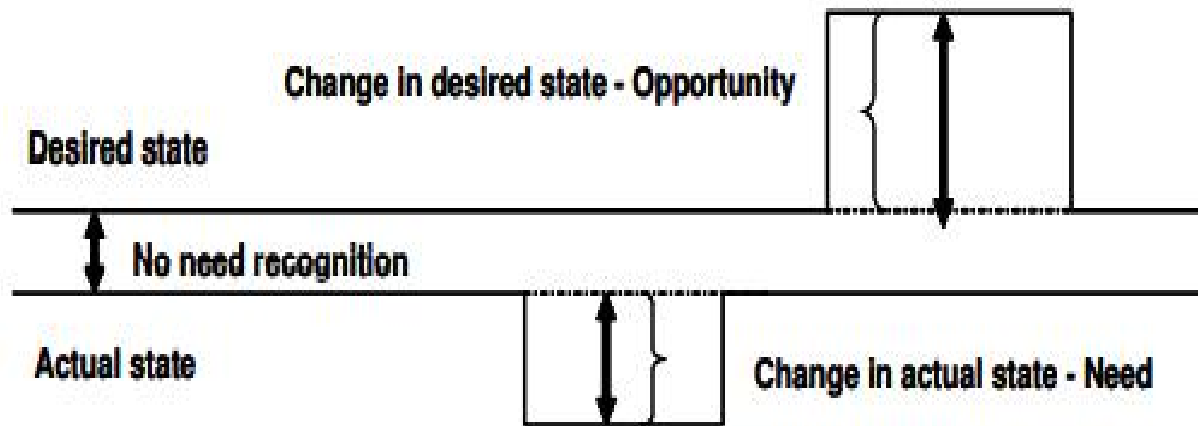 Change in desired state - Opportunity
Desired state
No need recognition
Actual state
Change in actual state - Need